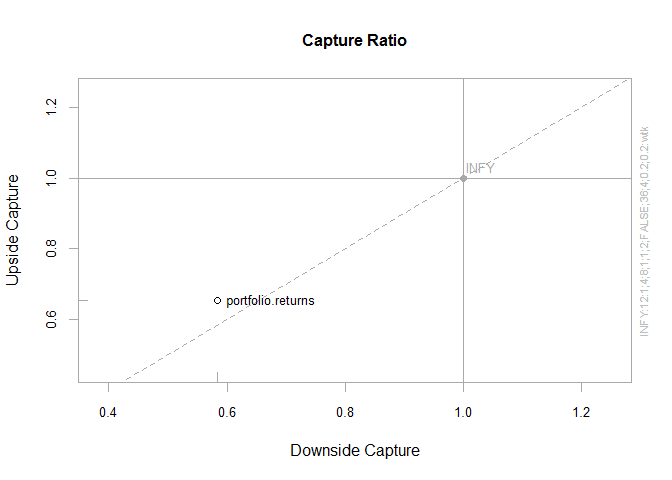 Capture Ratio
1.2
1.0
0.8
0.6
Upside Capture
INFY
portfolio.returns
0.4
0.6
0.8
1.0
1.2
Downside Capture
INFY:12:1;4;8;1;1;2;FALSE;36;4;0.2;0.2:wtk